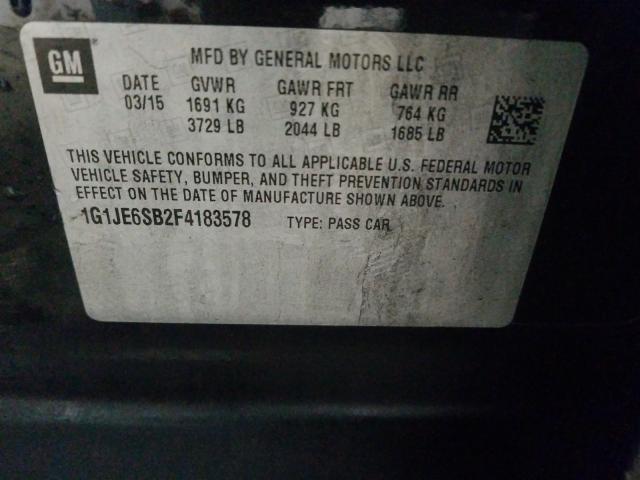 GM
MFD BY GENERAL MOTORS LLC
DATE GVWR GAWR FRT GAWR RR
03/15 1691 KG 927 KG 764 KG
3729 LB 2044 LB 1685 LB
THIS VEHICLE CONFORMS TO ALL APPLICABLE U.S. FEDERAL MOTOR
VEHICLE SAFETY, BUMPER, AND THEFT PREVENTION STANDARDS IN
EFFECT ON THE DATE OF MANUFACTURE SHOWN ABOVE.
1G1JE6SB2F4183578 TYPE: PASS CAR